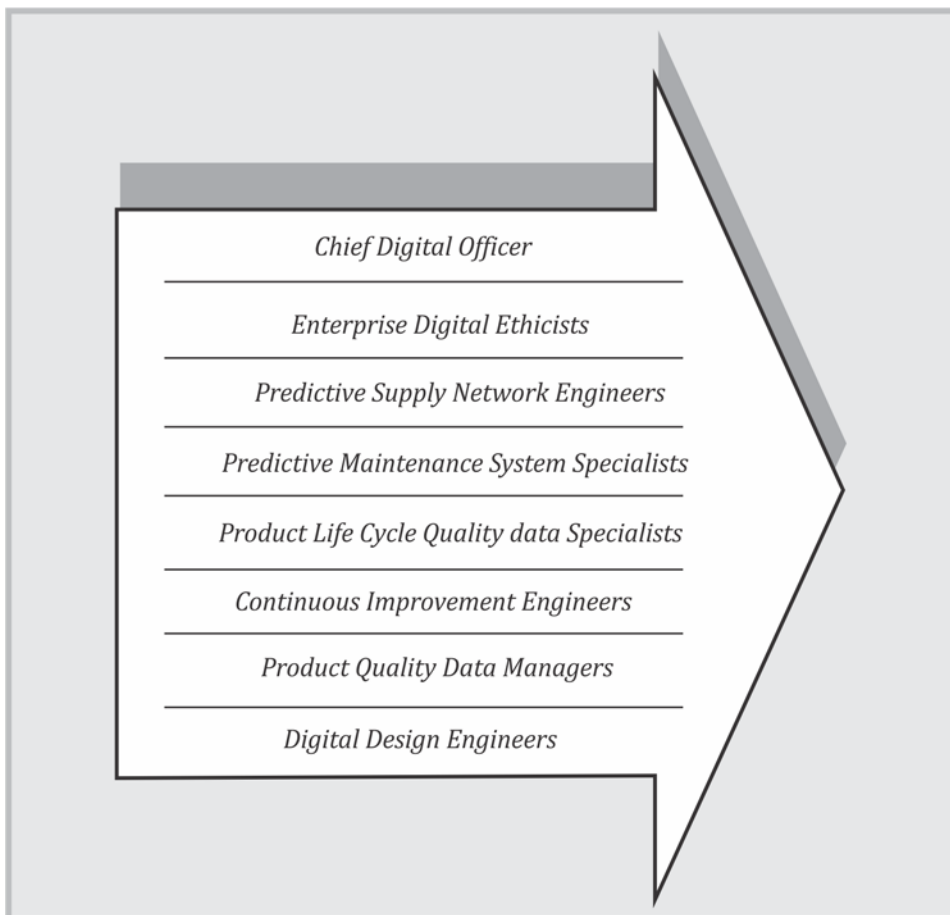 Chief Digital Officer
Enterprise Digital Ethicists
Predictive Supply Network Engineers
Predictive Maintenance System Specialists
Product Life Cycle Quality data Specialists
Continuous Improvement Engineers
Product Quality Data Managers
Digital Design Engineers